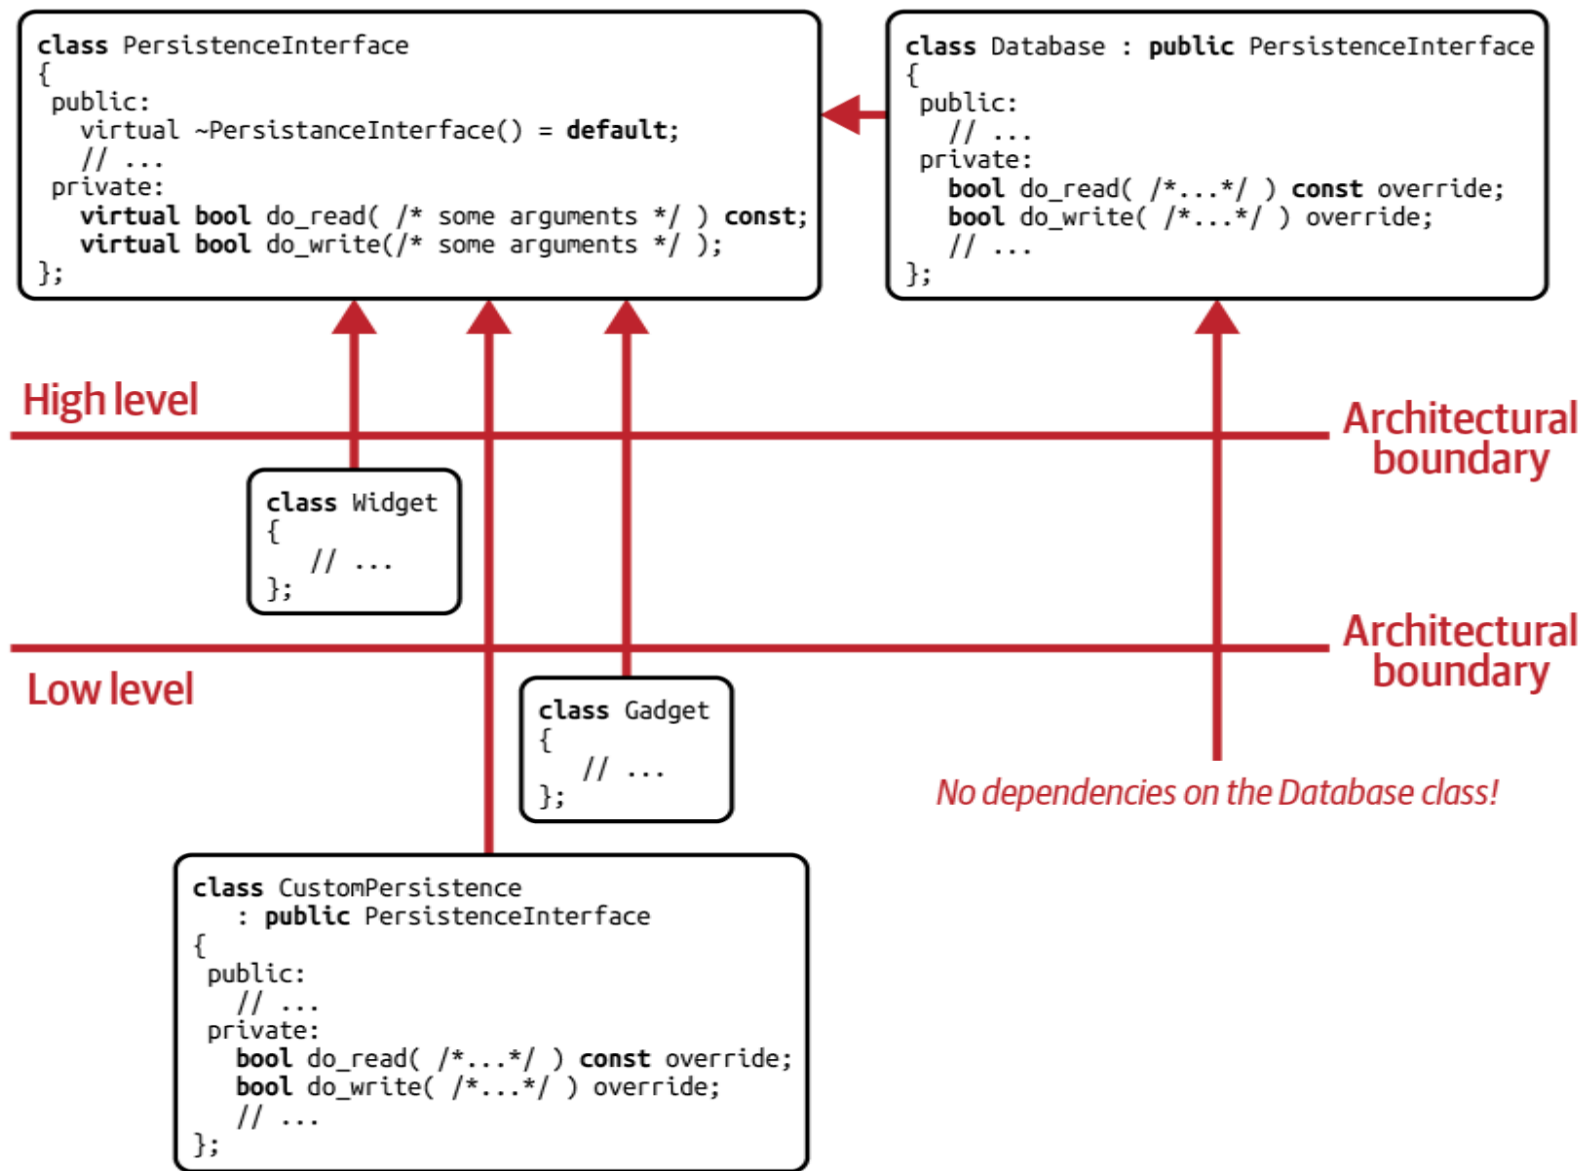 class PersistenceInterface
{
public:
virtual ~PersistanceInterface() = default;
// ...
private:
virtual bool do_read( /* some arguments */ ) const;
virtual bool do_write(/* some arguments */ );
};
class Database : public PersistenceInterface
{
public:
// ...
private:
bool do_read( /*...*/ ) const override;
bool do_write( /*...*/ ) override;
// ...
};
High level
Architectural
boundary
class Widget
{
// ...
};
Architectural
boundary
Low level
class Gadget
{
// ...
};
No dependencies on the Database class!
class CustomPersistence
: public PersistenceInterface
{
public:
// ...
private:
bool do_read( /*...*/ ) const override;
bool do_write( /*...*/ ) override;
// ...
};